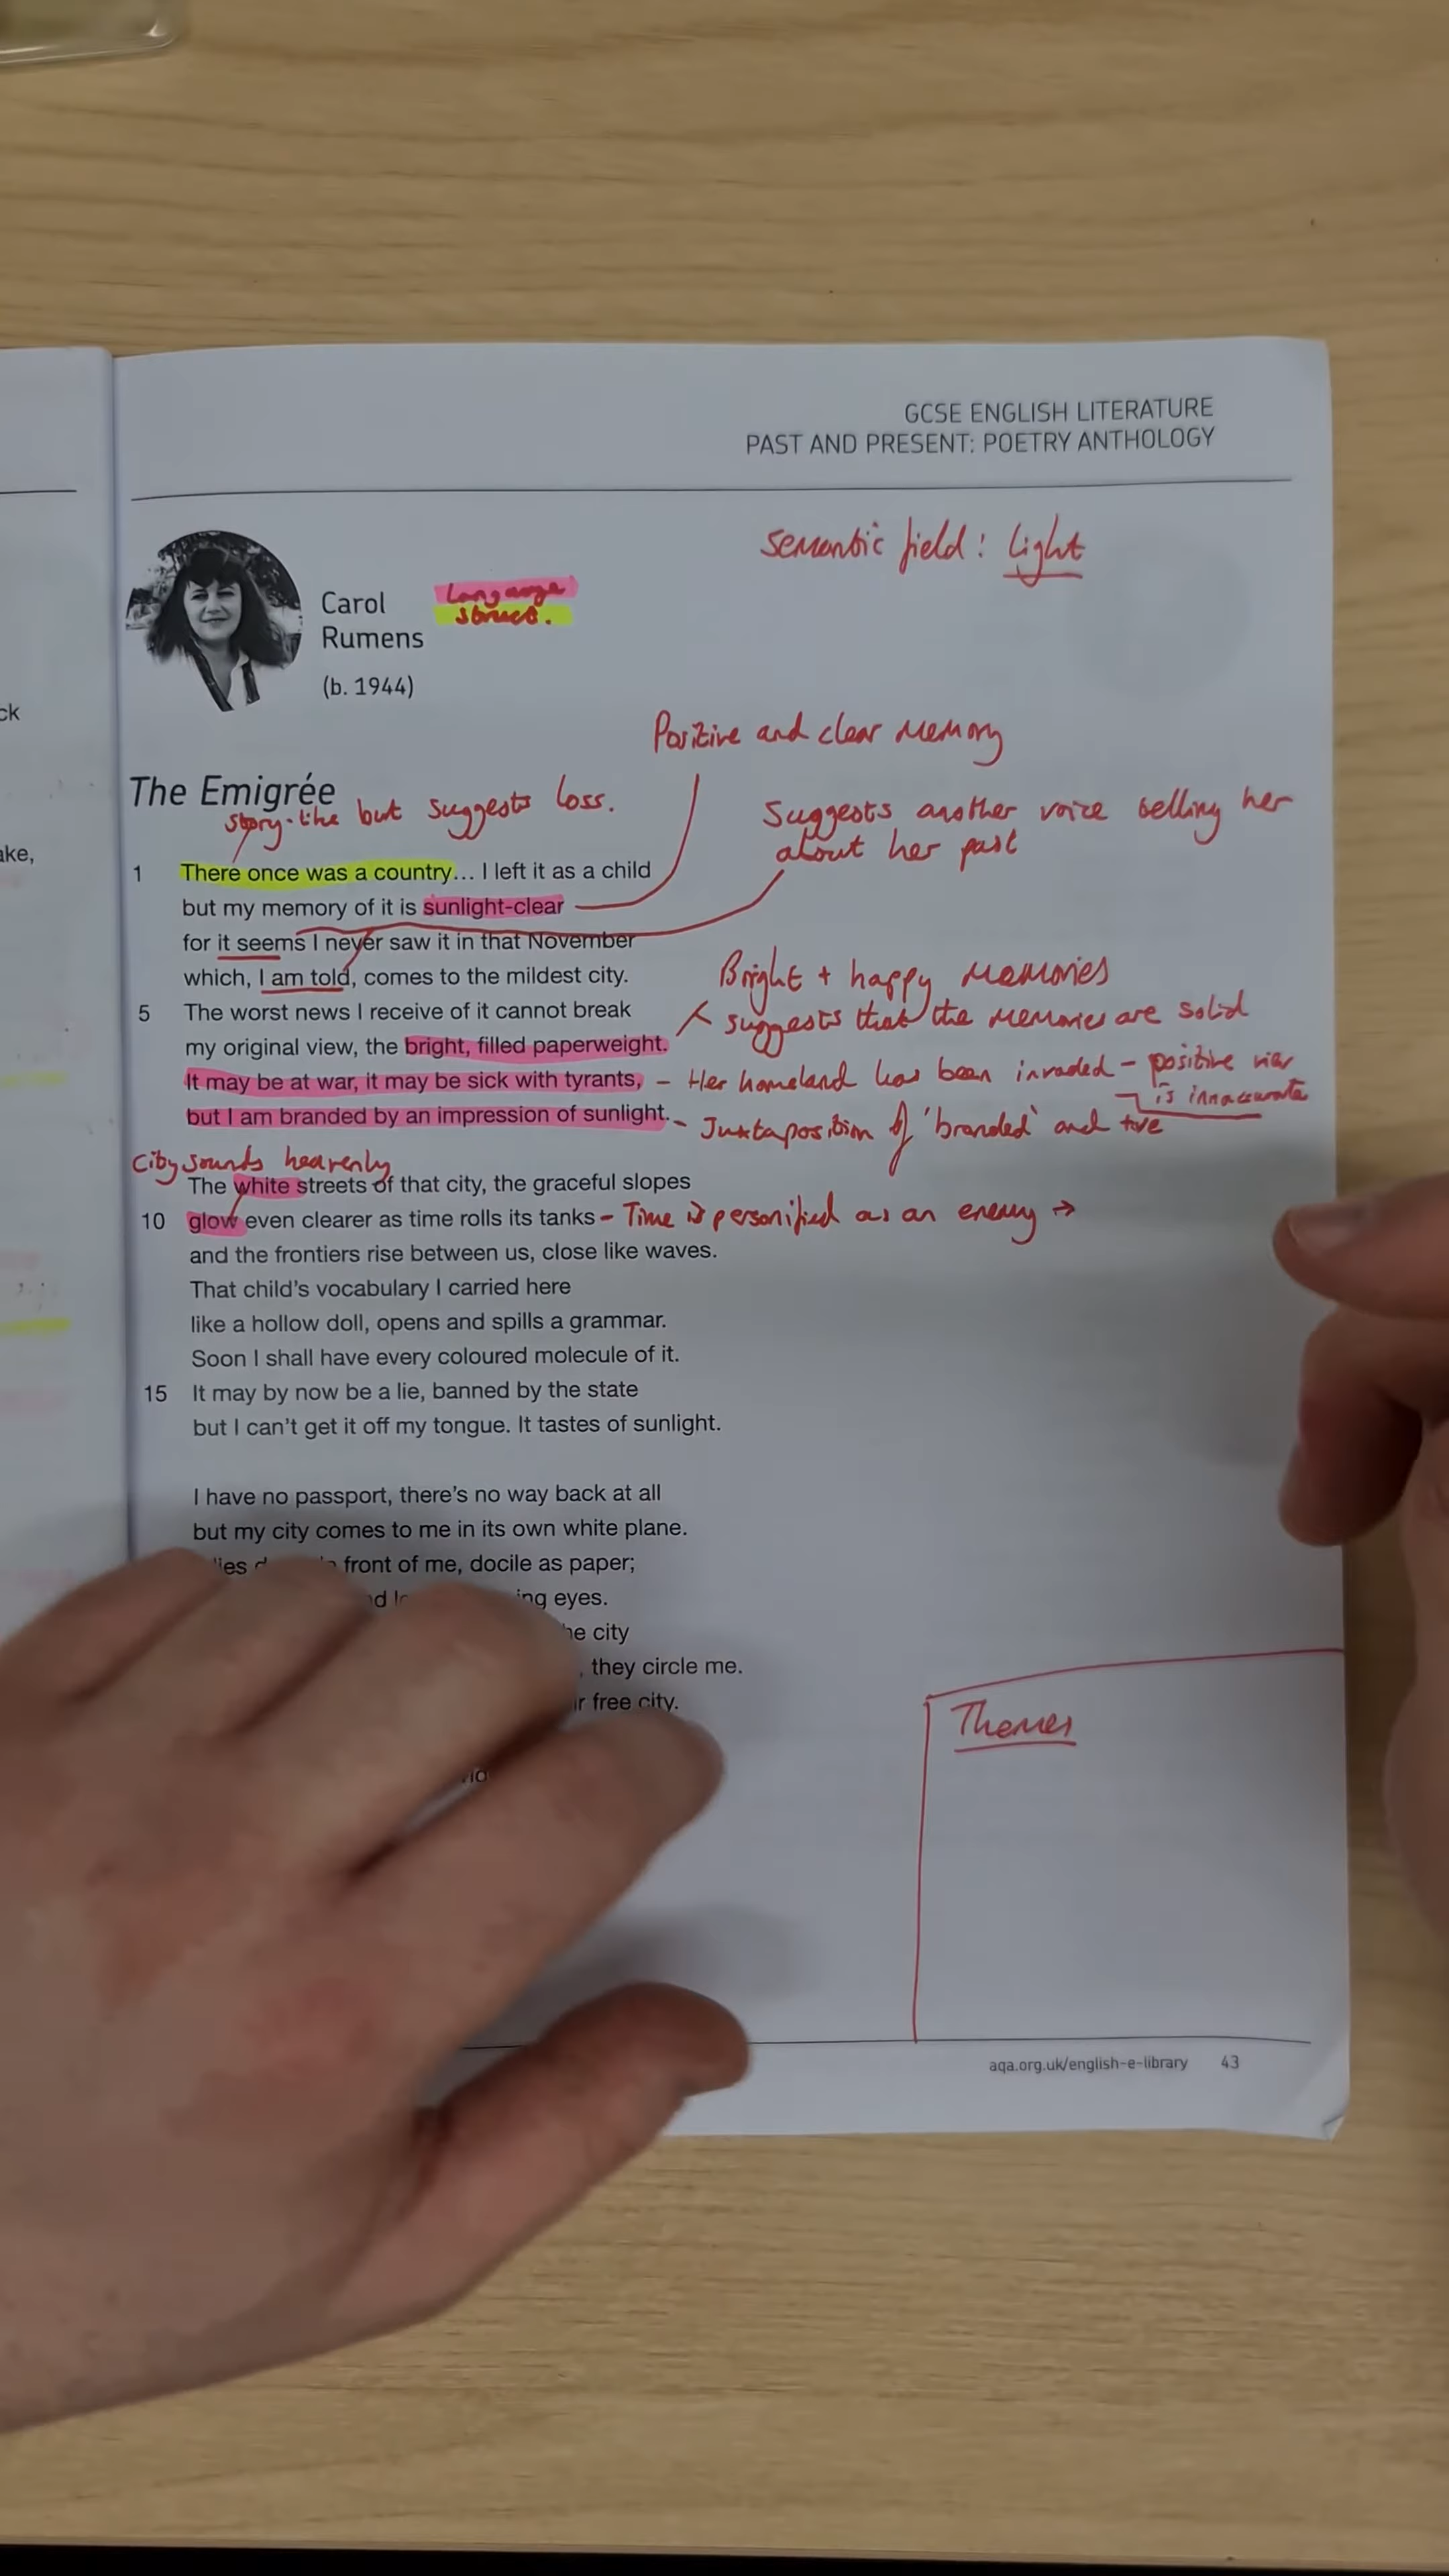 GCSE ENGLISH LITERATURE
PAST AND PRESENT: POETRY ANTHOLOGY
semantic field: light
Language
struct.
Carol
Rumens
(b. 1944)
Positive and clear memory
The Emigrée
story-like but suggests loss.
Suggests another voice telling her
about her past
1 There once was a country... I left it as a child
but my memory of it is sunlight-clear
for it seems I never saw it in that November
which, I am told, comes to the mildest city.
Bright + happy memories
5 The worst news I receive of it cannot break
suggests that the memories are solid
my original view, the bright, filled paperweight.
It may be at war, it may be sick with tyrants, - Her homeland has been invaded - positive view
is innaccurate
but I am branded by an impression of sunlight. - Juxtaposition of 'branded' and +ve
City sounds heavenly
The white streets of that city, the graceful slopes
10 glow even clearer as time rolls its tanks - Time is personified as an enemy →
and the frontiers rise between us, close like waves.
That child's vocabulary I carried here
like a hollow doll, opens and spills a grammar.
Soon I shall have every coloured molecule of it.
15 It may by now be a lie, banned by the state
but I can't get it off my tongue. It tastes of sunlight.
I have no passport, there's no way back at all
but my city comes to me in its own white plane.
front of me, docile as paper;
eyes.
city
, they circle me.
free city.
Themes
aqa.org.uk/english-e-library 43
ck
ake,